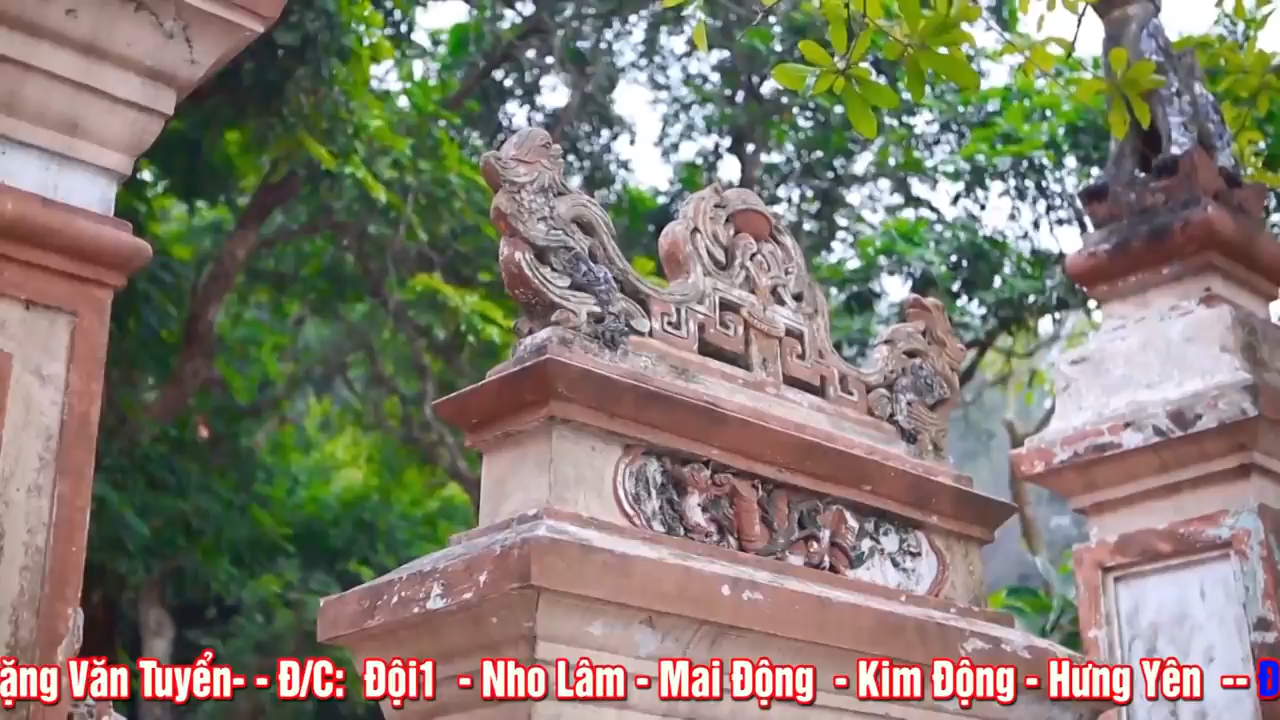 ặng Văn Tuyển- - Đ/C: Đội1 - Nho Lâm - Mai Động - Kim Động - Hưng Yên -- Đ